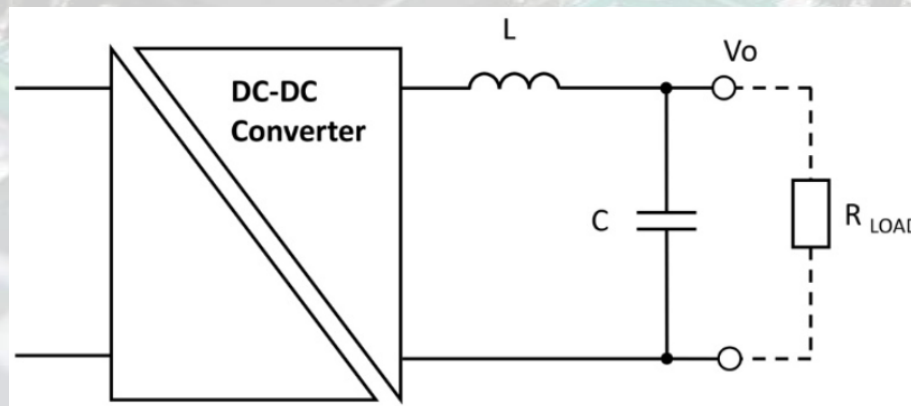 L
Vo
DC-DC
Converter
C
R LOAD